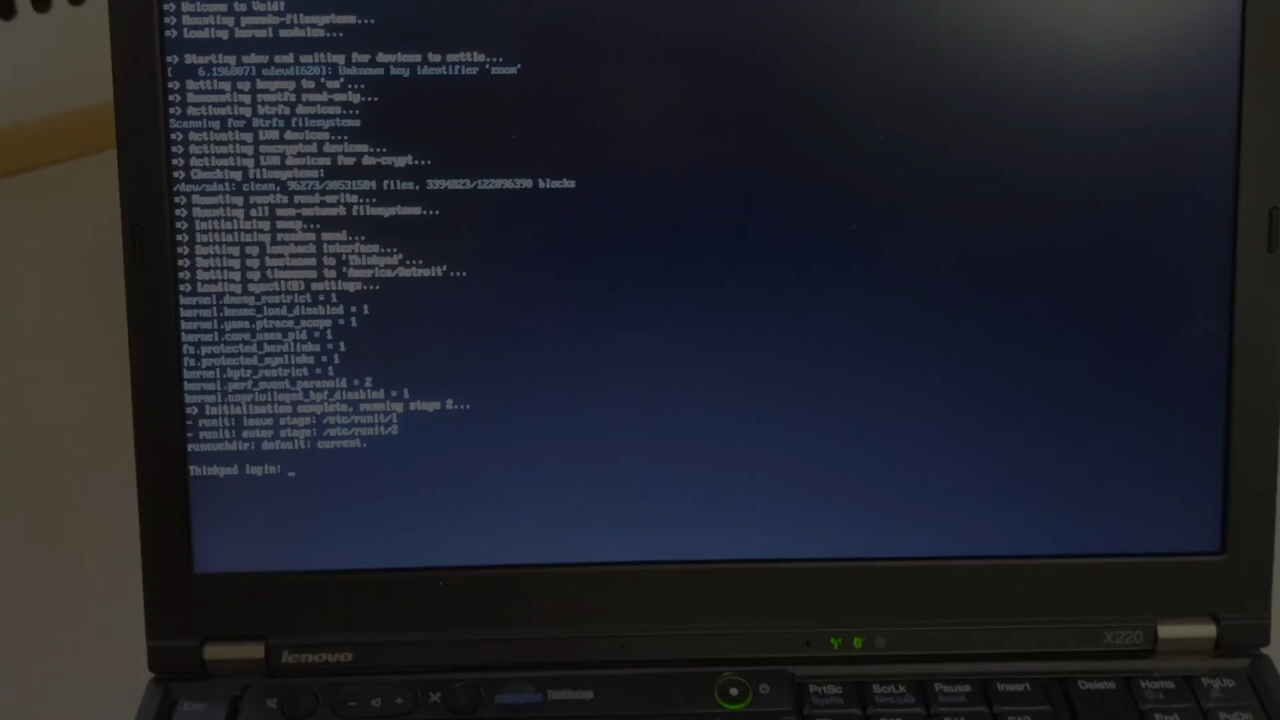 => Welcome to Void!
=> Mounting pseudo-filesystems...
=> Loading kernel modules...
=> Starting udev and waiting for devices to settle...
[    6.196807] udevd[620]: Unknown key identifier 'zoom'
=> Setting up keymap to 'us'...
=> Remounting rootfs read-only...
=> Activating btrfs devices...
Scanning for Btrfs filesystems
=> Activating LVM devices...
=> Activating encrypted devices...
=> Activating LVM devices for dm-crypt...
=> Checking filesystems:
/dev/sda1: clean, 96273/30531584 files, 3394823/122096390 blocks
=> Mounting rootfs read-write...
=> Mounting all non-network filesystems...
=> Initializing swap...
=> Initializing random seed...
=> Setting up loopback interface...
=> Setting up hostname to 'Thinkpad'...
=> Setting up timezone to 'America/Detroit'...
=> Loading sysctl(8) settings...
kernel.dmesg_restrict = 1
kernel.kexec_load_disabled = 1
kernel.yama.ptrace_scope = 1
kernel.core_uses_pid = 1
fs.protected_hardlinks = 1
fs.protected_symlinks = 1
kernel.kptr_restrict = 1
kernel.perf_event_paranoid = 2
kernel.unprivileged_bpf_disabled = 1
=> Initialization complete, running stage 2...
- runit: leave stage: /etc/runit/1
- runit: enter stage: /etc/runit/2
runsvchdir: default: current.
Thinkpad login: _
X220
lenovo
Esc
ThinkVantage
PrtSc
SysRq
ScrLk
Pause
Insert
Delete
Home
PgUp
End
PgDn